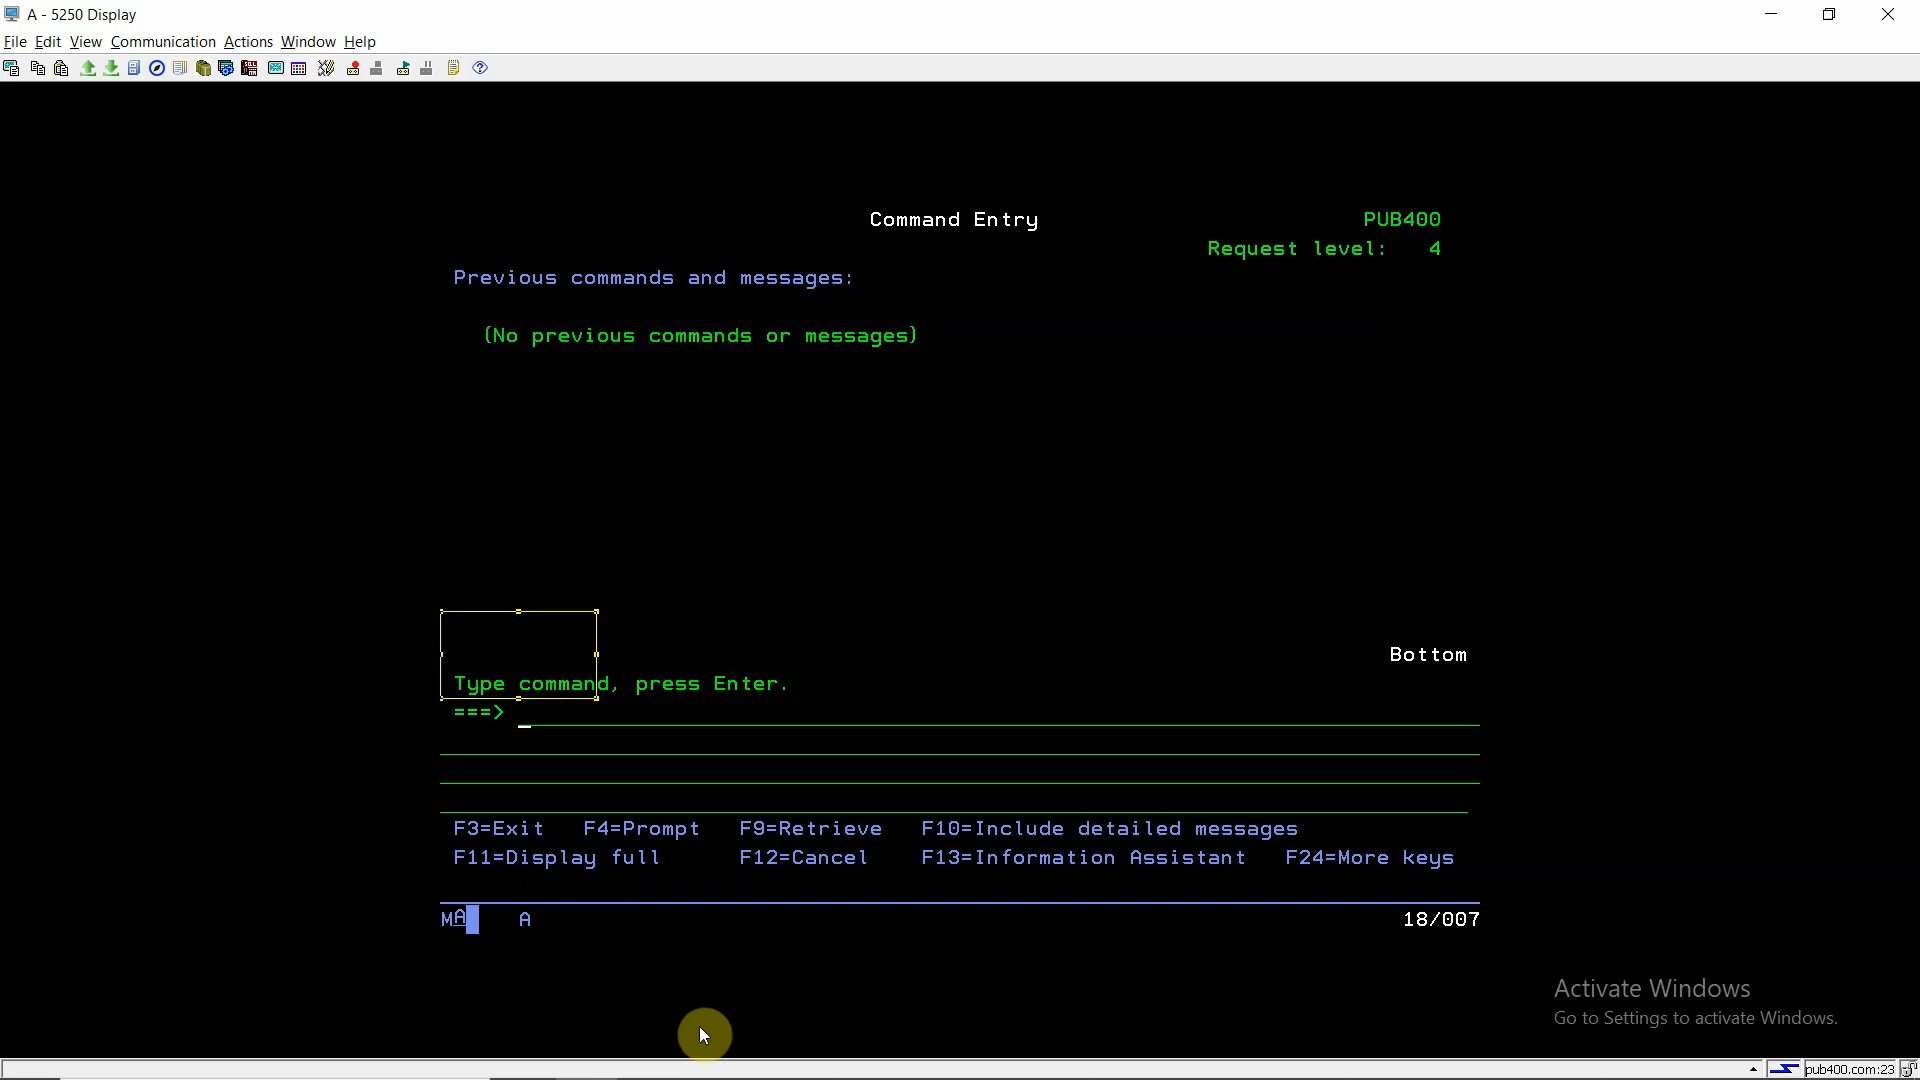 A - 5250 Display
File Edit View Communication Actions Window Help
Command Entry PUB400
Request level: 4
Previous commands and messages:
(No previous commands or messages)
Bottom
Type command, press Enter.
===>
F3=Exit F4=Prompt F9=Retrieve F10=Include detailed messages
F11=Display full F12=Cancel F13=Information Assistant F24=More keys
MA A 18/007
Activate Windows
Go to Settings to activate Windows.
pub400.com:23